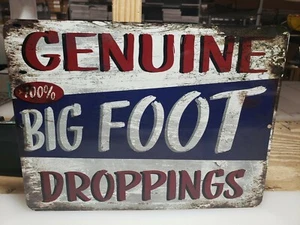 GENUINE
100%
BIG FOOT
DROPPINGS